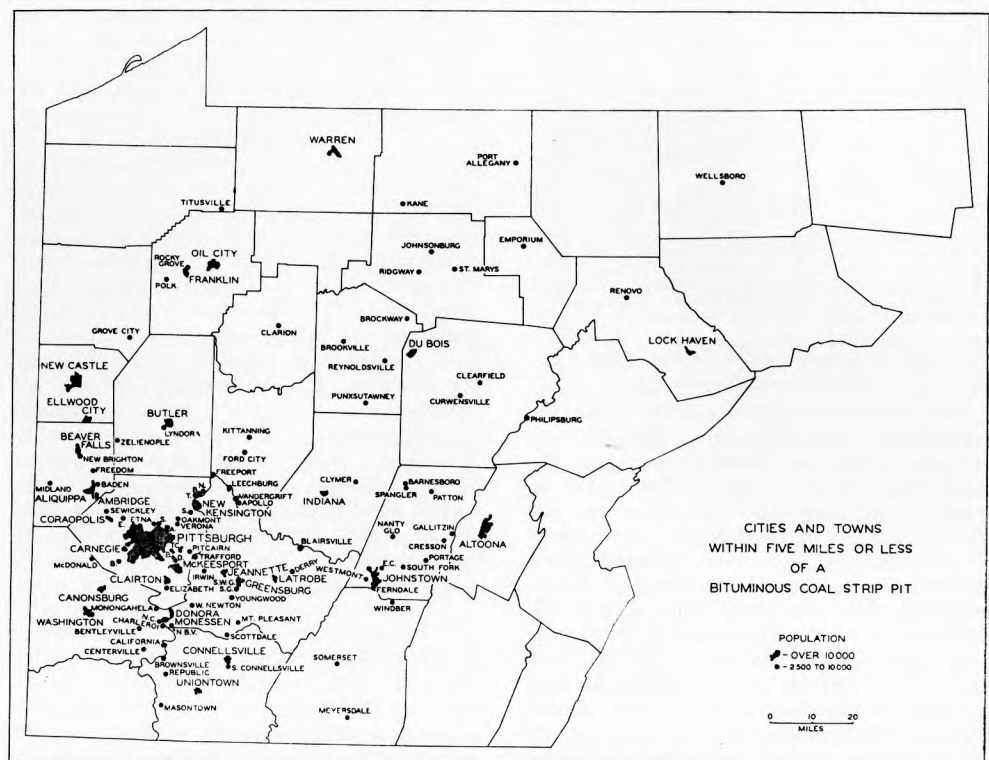 WARREN
PORT
ALLEGANY
WELLSBORO
KANE
TITUSVILLE
JOHNSONBURG
EMPORIUM
ROCKY
GROVE
OIL CITY
FRANKLIN
POLK
RIDGWAY
ST. MARYS
RENOVO
GROVE CITY
CLARION
BROCKWAY
BROOKVILLE
DU BOIS
REYNOLDSVILLE
LOCK HAVEN
NEW CASTLE
PUNXSUTAWNEY
CLEARFIELD
CURWENSVILLE
ELLWOOD
CITY
BUTLER
LYNDORA
PHILIPSBURG
BEAVER
FALLS
ZELIENOPLE
KITTANNING
NEW BRIGHTON
FORD CITY
FREEDOM
FREEPORT
MIDLAND
BADEN
ALIQUIPPA
AMBRIDGE
LEECHBURG
VANDERGRIFT
APOLLO
N.
B.
T.
NEW
KENSINGTON
CLYMER
INDIANA
BARNESBORO
SPANGLER
PATTON
SEWICKLEY
CORAOPOLIS
E.
ETNA
S.
OAKMONT
VERONA
NANTY
GLO
GALLITZIN
CRESSON
ALTOONA
PITTSBURGH
CARNEGIE
PITCAIRN
TRAFFORD
BLAIRSVILLE
PORTAGE
SOUTH FORK
MCDONALD
B.
D.
MCKEESPORT
IRWIN
JEANNETTE
DERRY
LATROBE
WESTMONT
E.C.
JOHNSTOWN
FERNDALE
CLAIRTON
ELIZABETH
S.W.G.
S.G.
GREENSBURG
YOUNGWOOD
WINDBER
CANONSBURG
MONONGAHELA
W. NEWTON
WASHINGTON
N.C.
CHARLEROI
DONORA
MONESSEN
N.B.V.
MT. PLEASANT
BENTLEYVILLE
SCOTTDALE
CALIFORNIA
CENTERVILLE
CONNELLSVILLE
S. CONNELLSVILLE
BROWNSVILLE
REPUBLIC
UNIONTOWN
SOMERSET
MASONTOWN
MEYERSDALE
CITIES AND TOWNS
WITHIN FIVE MILES OR LESS
OF A
BITUMINOUS COAL STRIP PIT
POPULATION
- OVER 10000
- 2500 TO 10000
0 10 20
MILES